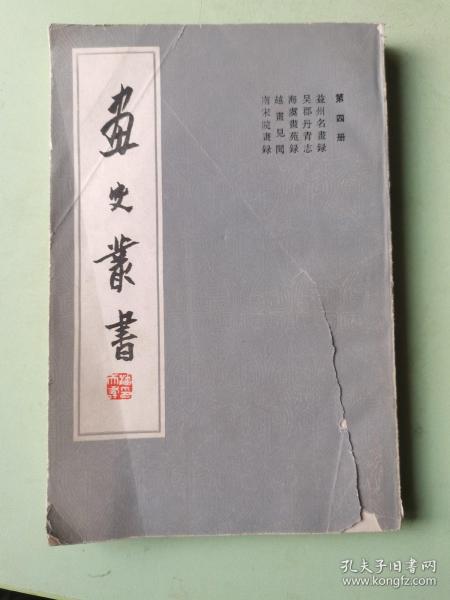 第四册
益州名畫録
吴郡丹青志
海虞畫苑録
越畫見聞
南宋院畫録
畫史叢書
孔夫子旧书网
www.kongfz.com